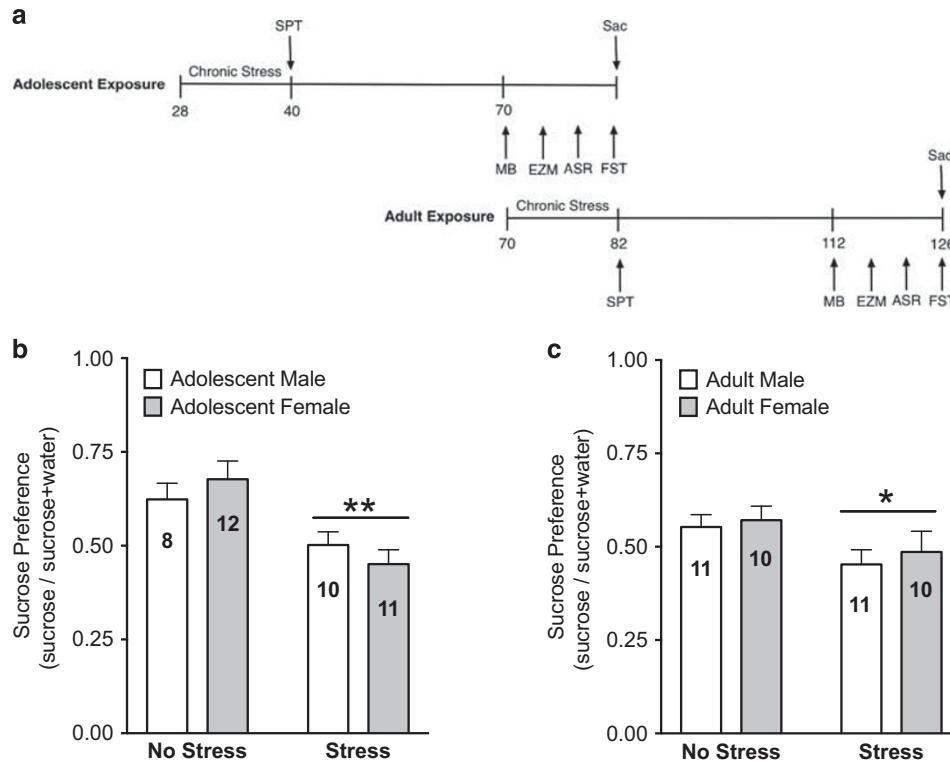 a
SPT
Sac
Chronic Stress
Adolescent Exposure
28
40
70
MB
EZM
ASR
FST
Sac
Chronic Stress
Adult Exposure
70
82
112
126
SPT
MB
EZM
ASR
FST
b
1.00
0.75
0.50
0.25
0.00
Sucrose Preference
(sucrose / sucrose+water)
Adolescent Male
Adolescent Female
8
12
**
10
11
No Stress
Stress
c
1.00
0.75
0.50
0.25
0.00
Sucrose Preference
(sucrose / sucrose+water)
Adult Male
Adult Female
11
10
*
11
10
No Stress
Stress